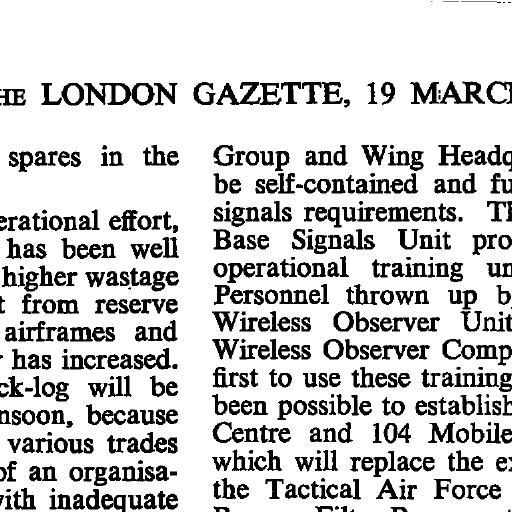 THE LONDON GAZETTE, 19 MARCH
spares in the
erational effort,
has been well
higher wastage
from reserve
airframes and
has increased.
ck-log will be
nsoon, because
various trades
of an organisa-
with inadequate
Group and Wing Headq
be self-contained and fu
signals requirements. Th
Base Signals Unit pro
operational training un
Personnel thrown up b
Wireless Observer Unit
Wireless Observer Comp
first to use these training
been possible to establish
Centre and 104 Mobile
which will replace the ex
the Tactical Air Force